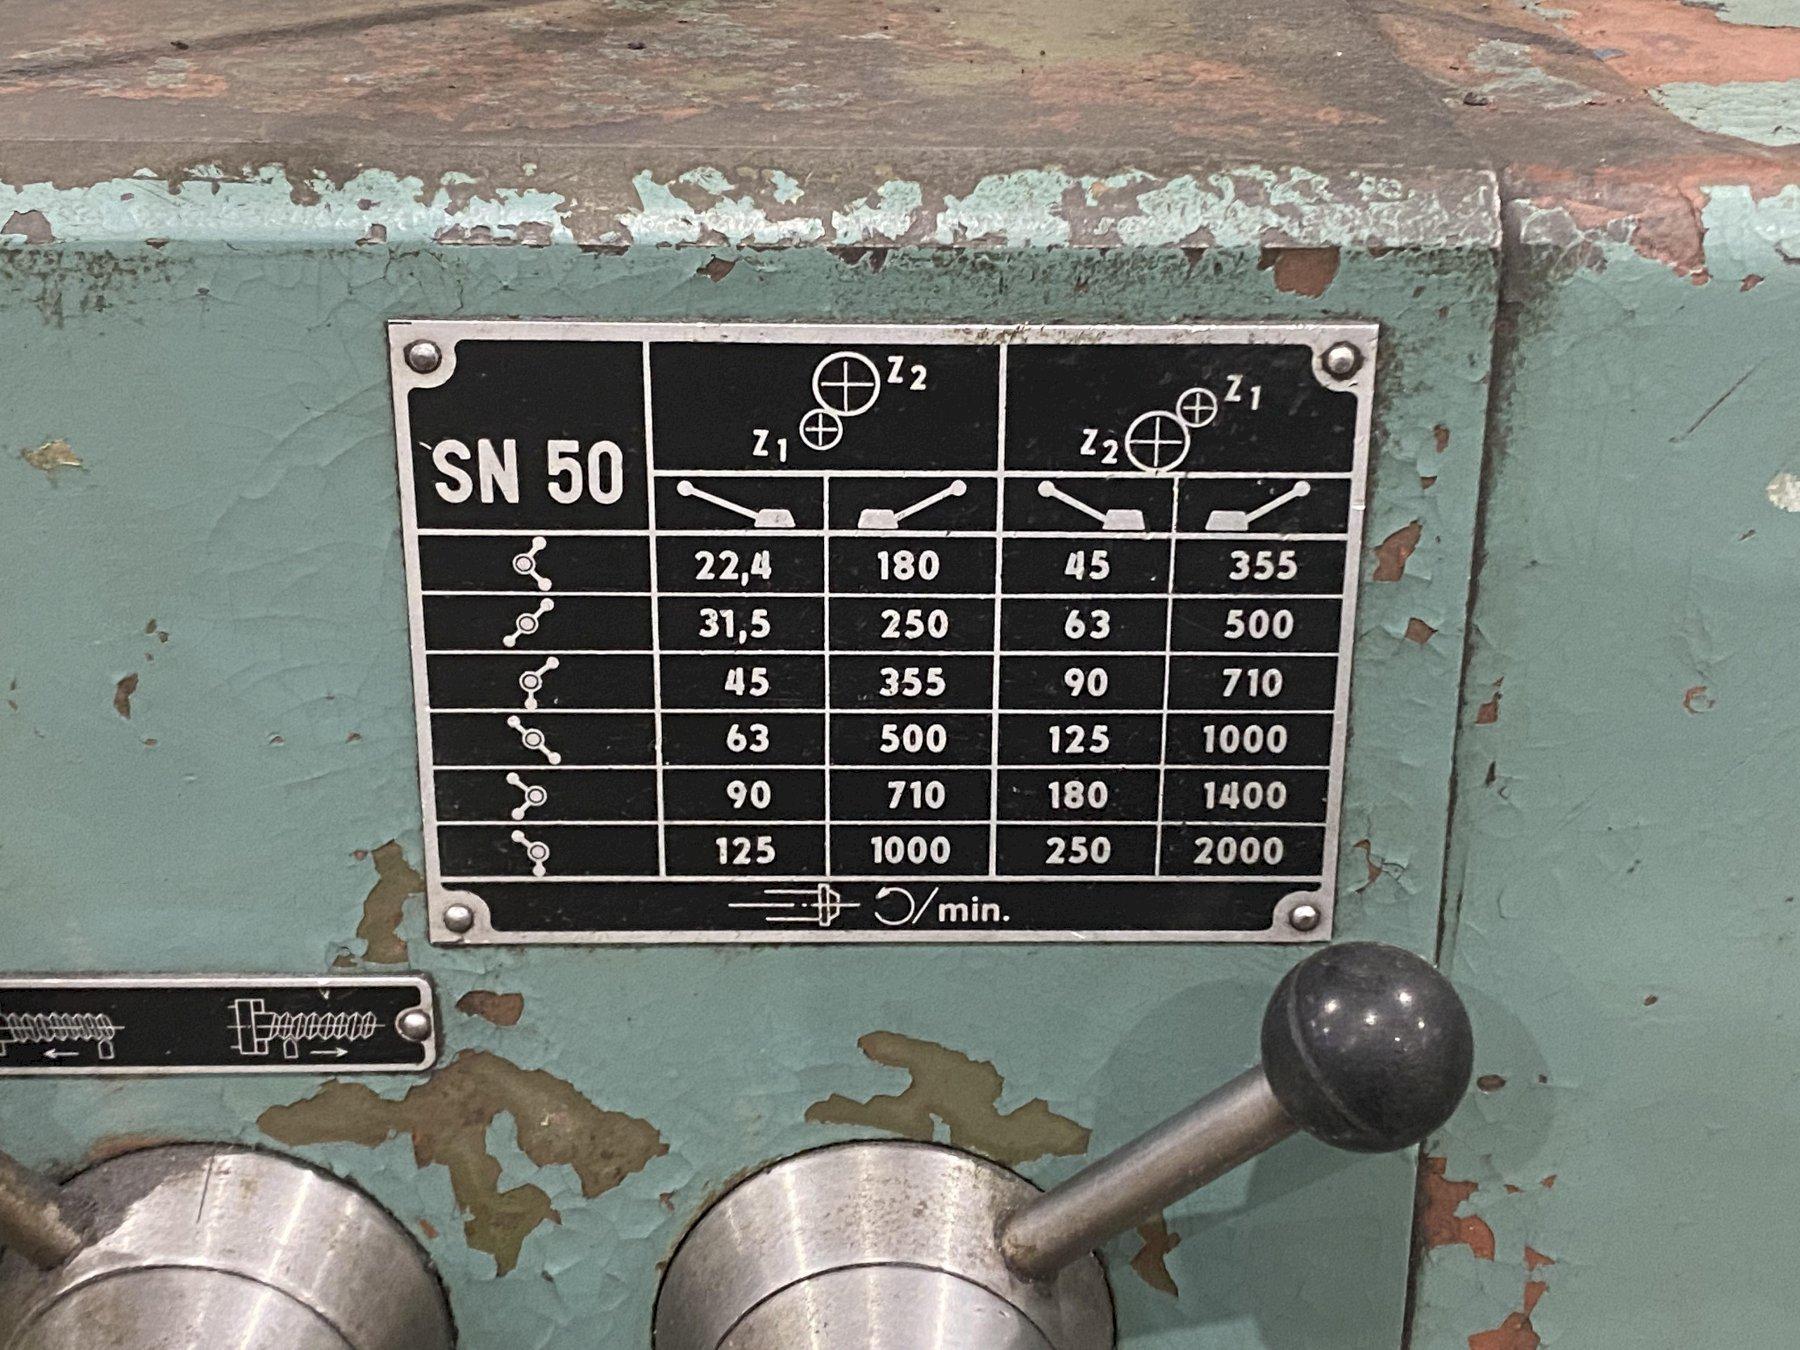 Z2
Z1
Z1
Z2
SN 50
22,4 180 45 355
31,5 250 63 500
45 355 90 710
63 500 125 1000
90 710 180 1400
125 1000 250 2000
/min.